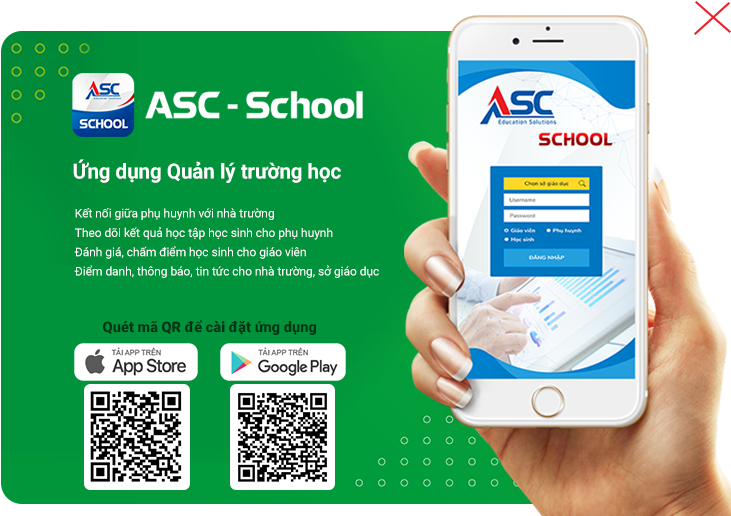 ASC
EDUCATION SOLUTIONS
SCHOOL
ASC - School
Ứng dụng Quản lý trường học
Kết nối giữa phụ huynh với nhà trường
Theo dõi kết quả học tập học sinh cho phụ huynh
Đánh giá, chấm điểm học sinh cho giáo viên
Điểm danh, thông báo, tin tức cho nhà trường, sở giáo dục
Quét mã QR để cài đặt ứng dụng
TẢI APP TRÊN
App Store
TẢI APP TRÊN
Google Play
ASC
Education Solutions
SCHOOL
Chọn sở giáo dục
Username
Password
Giáo viên
Phụ huynh
Học sinh
ĐĂNG NHẬP